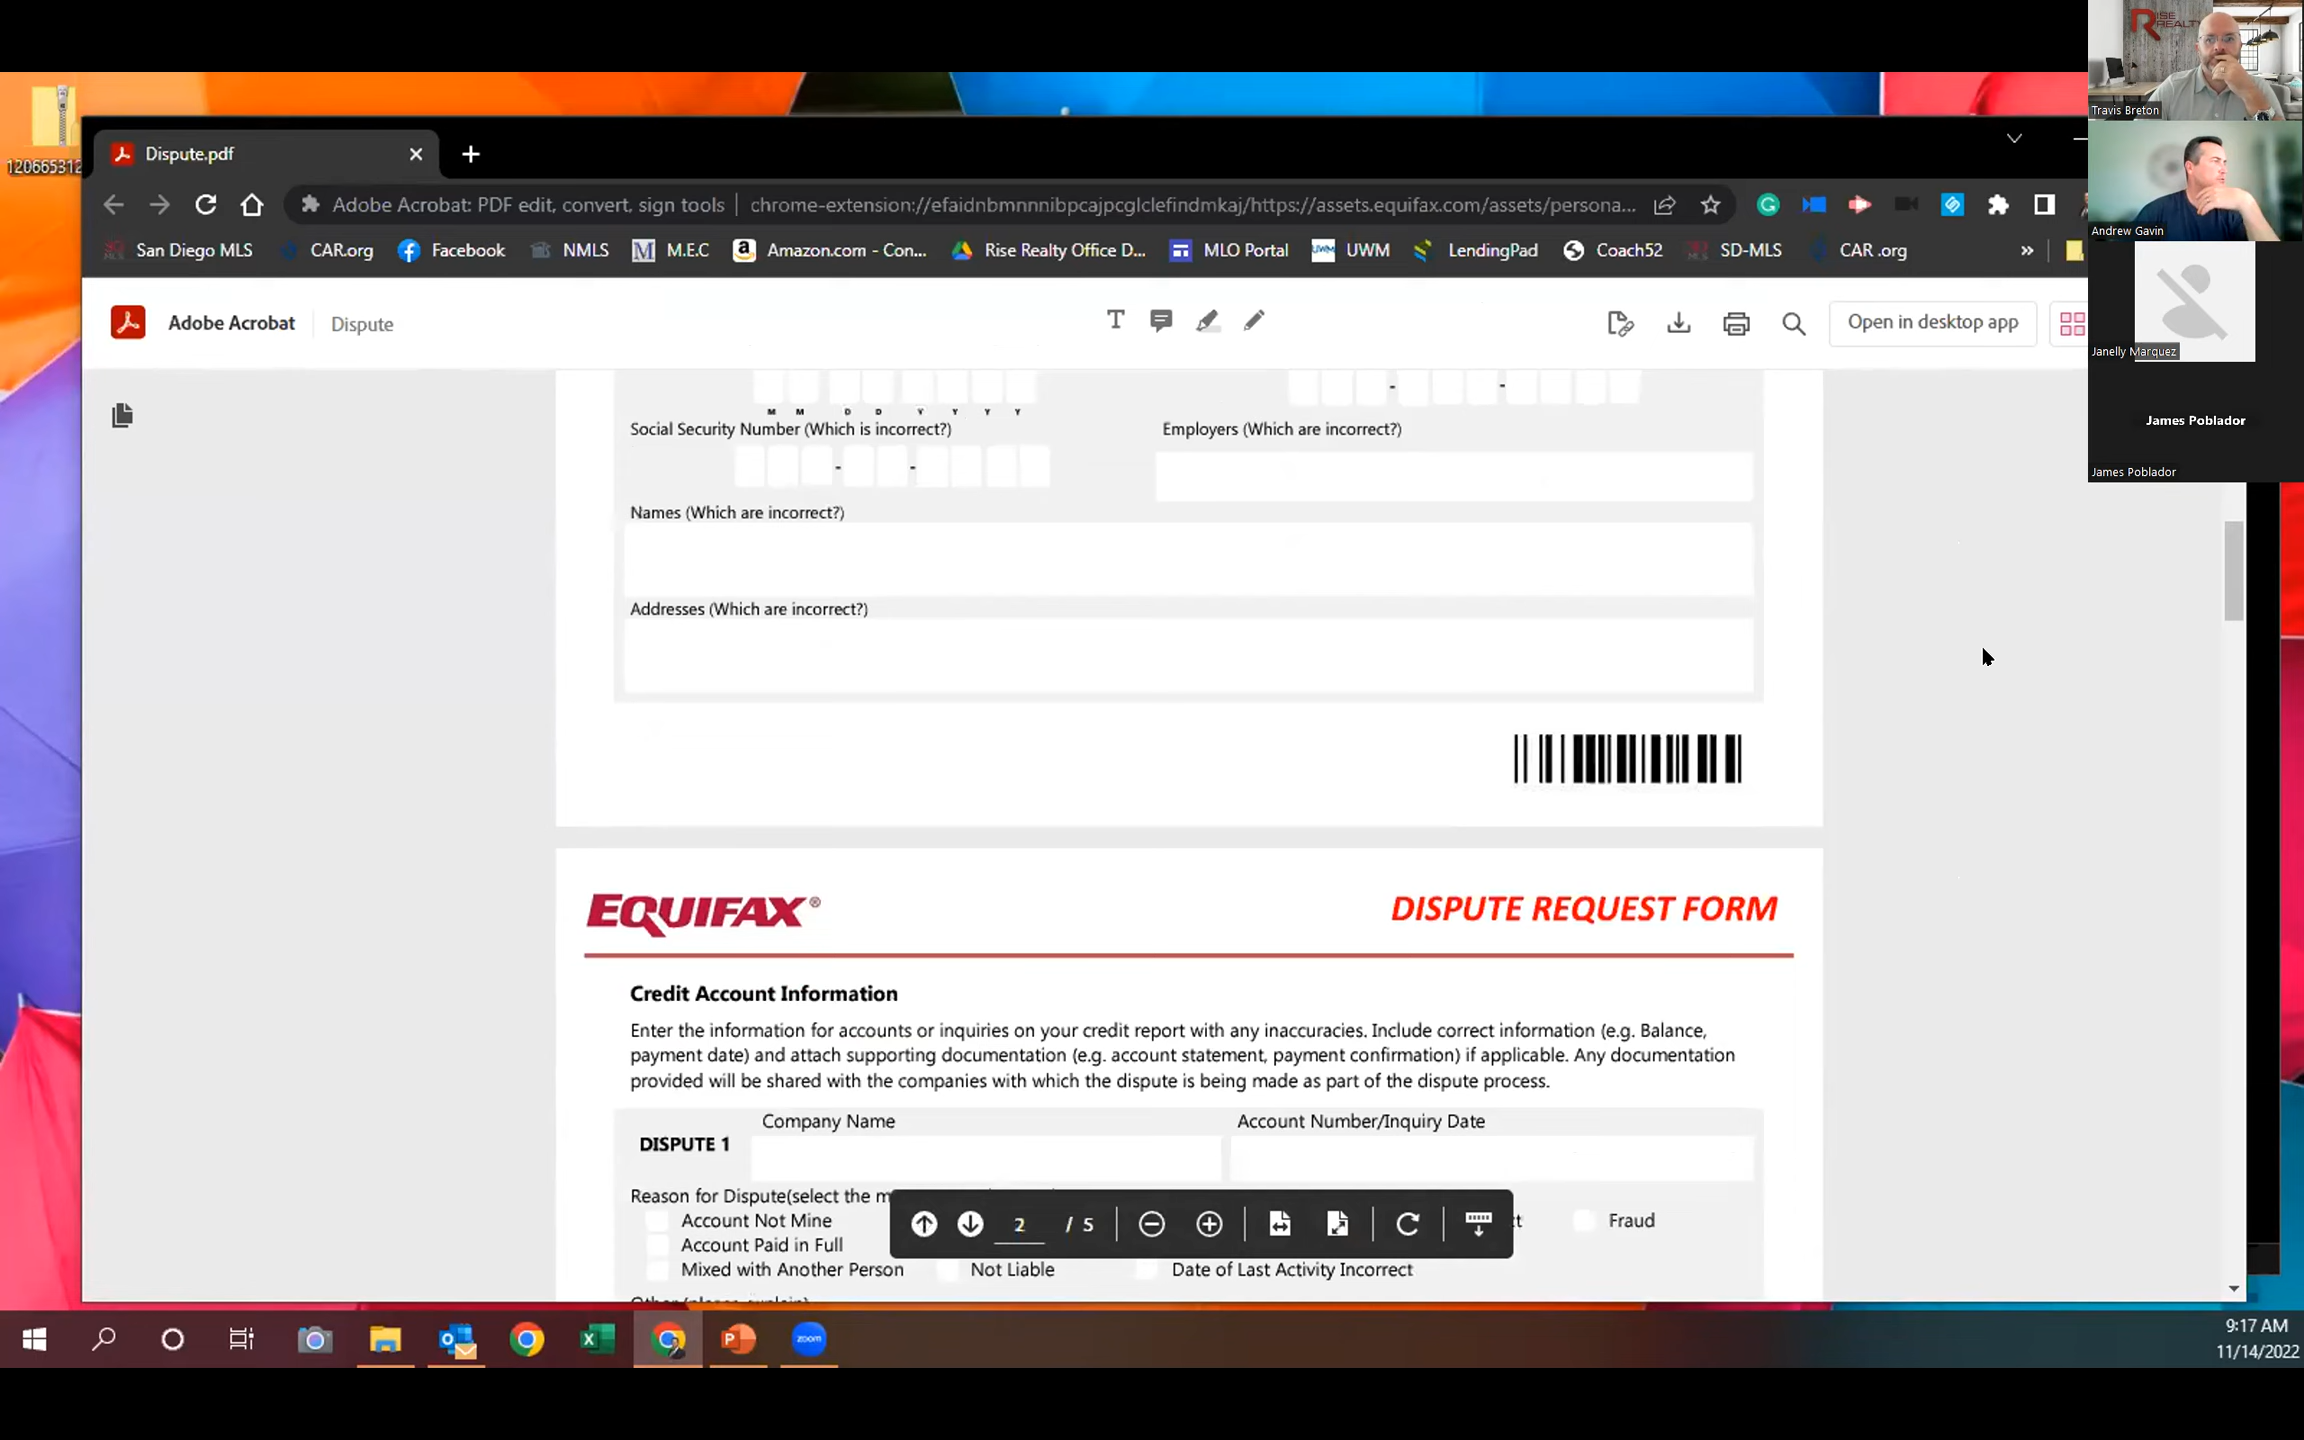 RISE
REALTY
Travis Breton
Andrew Gavin
Janelly Marquez
James Poblador
James Poblador
120665312
Dispute.pdf
Adobe Acrobat: PDF edit, convert, sign tools
chrome-extension://efaidnbmnnnibpcajpcglclefindmkaj/https://assets.equifax.com/assets/persona...
San Diego MLS
CAR.org
Facebook
NMLS
M.E.C
Amazon.com - Con...
Rise Realty Office D...
MLO Portal
UWM
UWM
LendingPad
Coach52
SD-MLS
CAR .org
»
Adobe Acrobat
Dispute
Open in desktop app
M M D D Y Y Y Y
Social Security Number (Which is incorrect?)
Employers (Which are incorrect?)
Names (Which are incorrect?)
Addresses (Which are incorrect?)
EQUIFAX®
DISPUTE REQUEST FORM
Credit Account Information
Enter the information for accounts or inquiries on your credit report with any inaccuracies. Include correct information (e.g. Balance,
payment date) and attach supporting documentation (e.g. account statement, payment confirmation) if applicable. Any documentation
provided will be shared with the companies with which the dispute is being made as part of the dispute process.
Company Name
Account Number/Inquiry Date
DISPUTE 1
Reason for Dispute(select the m
Account Not Mine
Fraud
Account Paid in Full
Mixed with Another Person
Not Liable
Date of Last Activity Incorrect
2 / 5
zoom
9:17 AM
11/14/2022